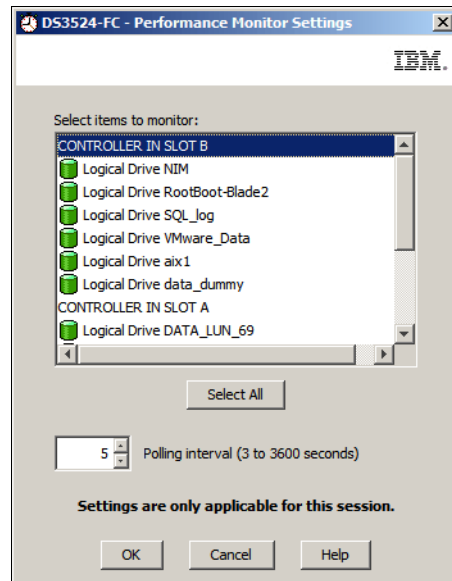 DS3524-FC - Performance Monitor Settings
IBM.
Select items to monitor:
CONTROLLER IN SLOT B
Logical Drive NIM
Logical Drive RootBoot-Blade2
Logical Drive SQL_log
Logical Drive VMware_Data
Logical Drive aix1
Logical Drive data_dummy
CONTROLLER IN SLOT A
Logical Drive DATA_LUN_69
Select All
5 Polling interval (3 to 3600 seconds)
Settings are only applicable for this session.
OK Cancel Help